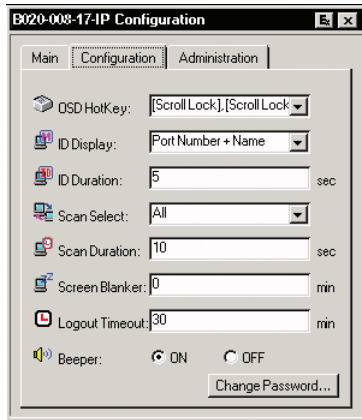 B020-008-17-IP Configuration
Main Configuration Administration
OSD HotKey: [Scroll Lock], [Scroll Lock
ID Display: Port Number + Name
ID Duration: 5 sec
Scan Select: All
Scan Duration: 10 sec
Screen Blanker: 0 min
Logout Timeout: 30 min
Beeper: ON OFF
Change Password...